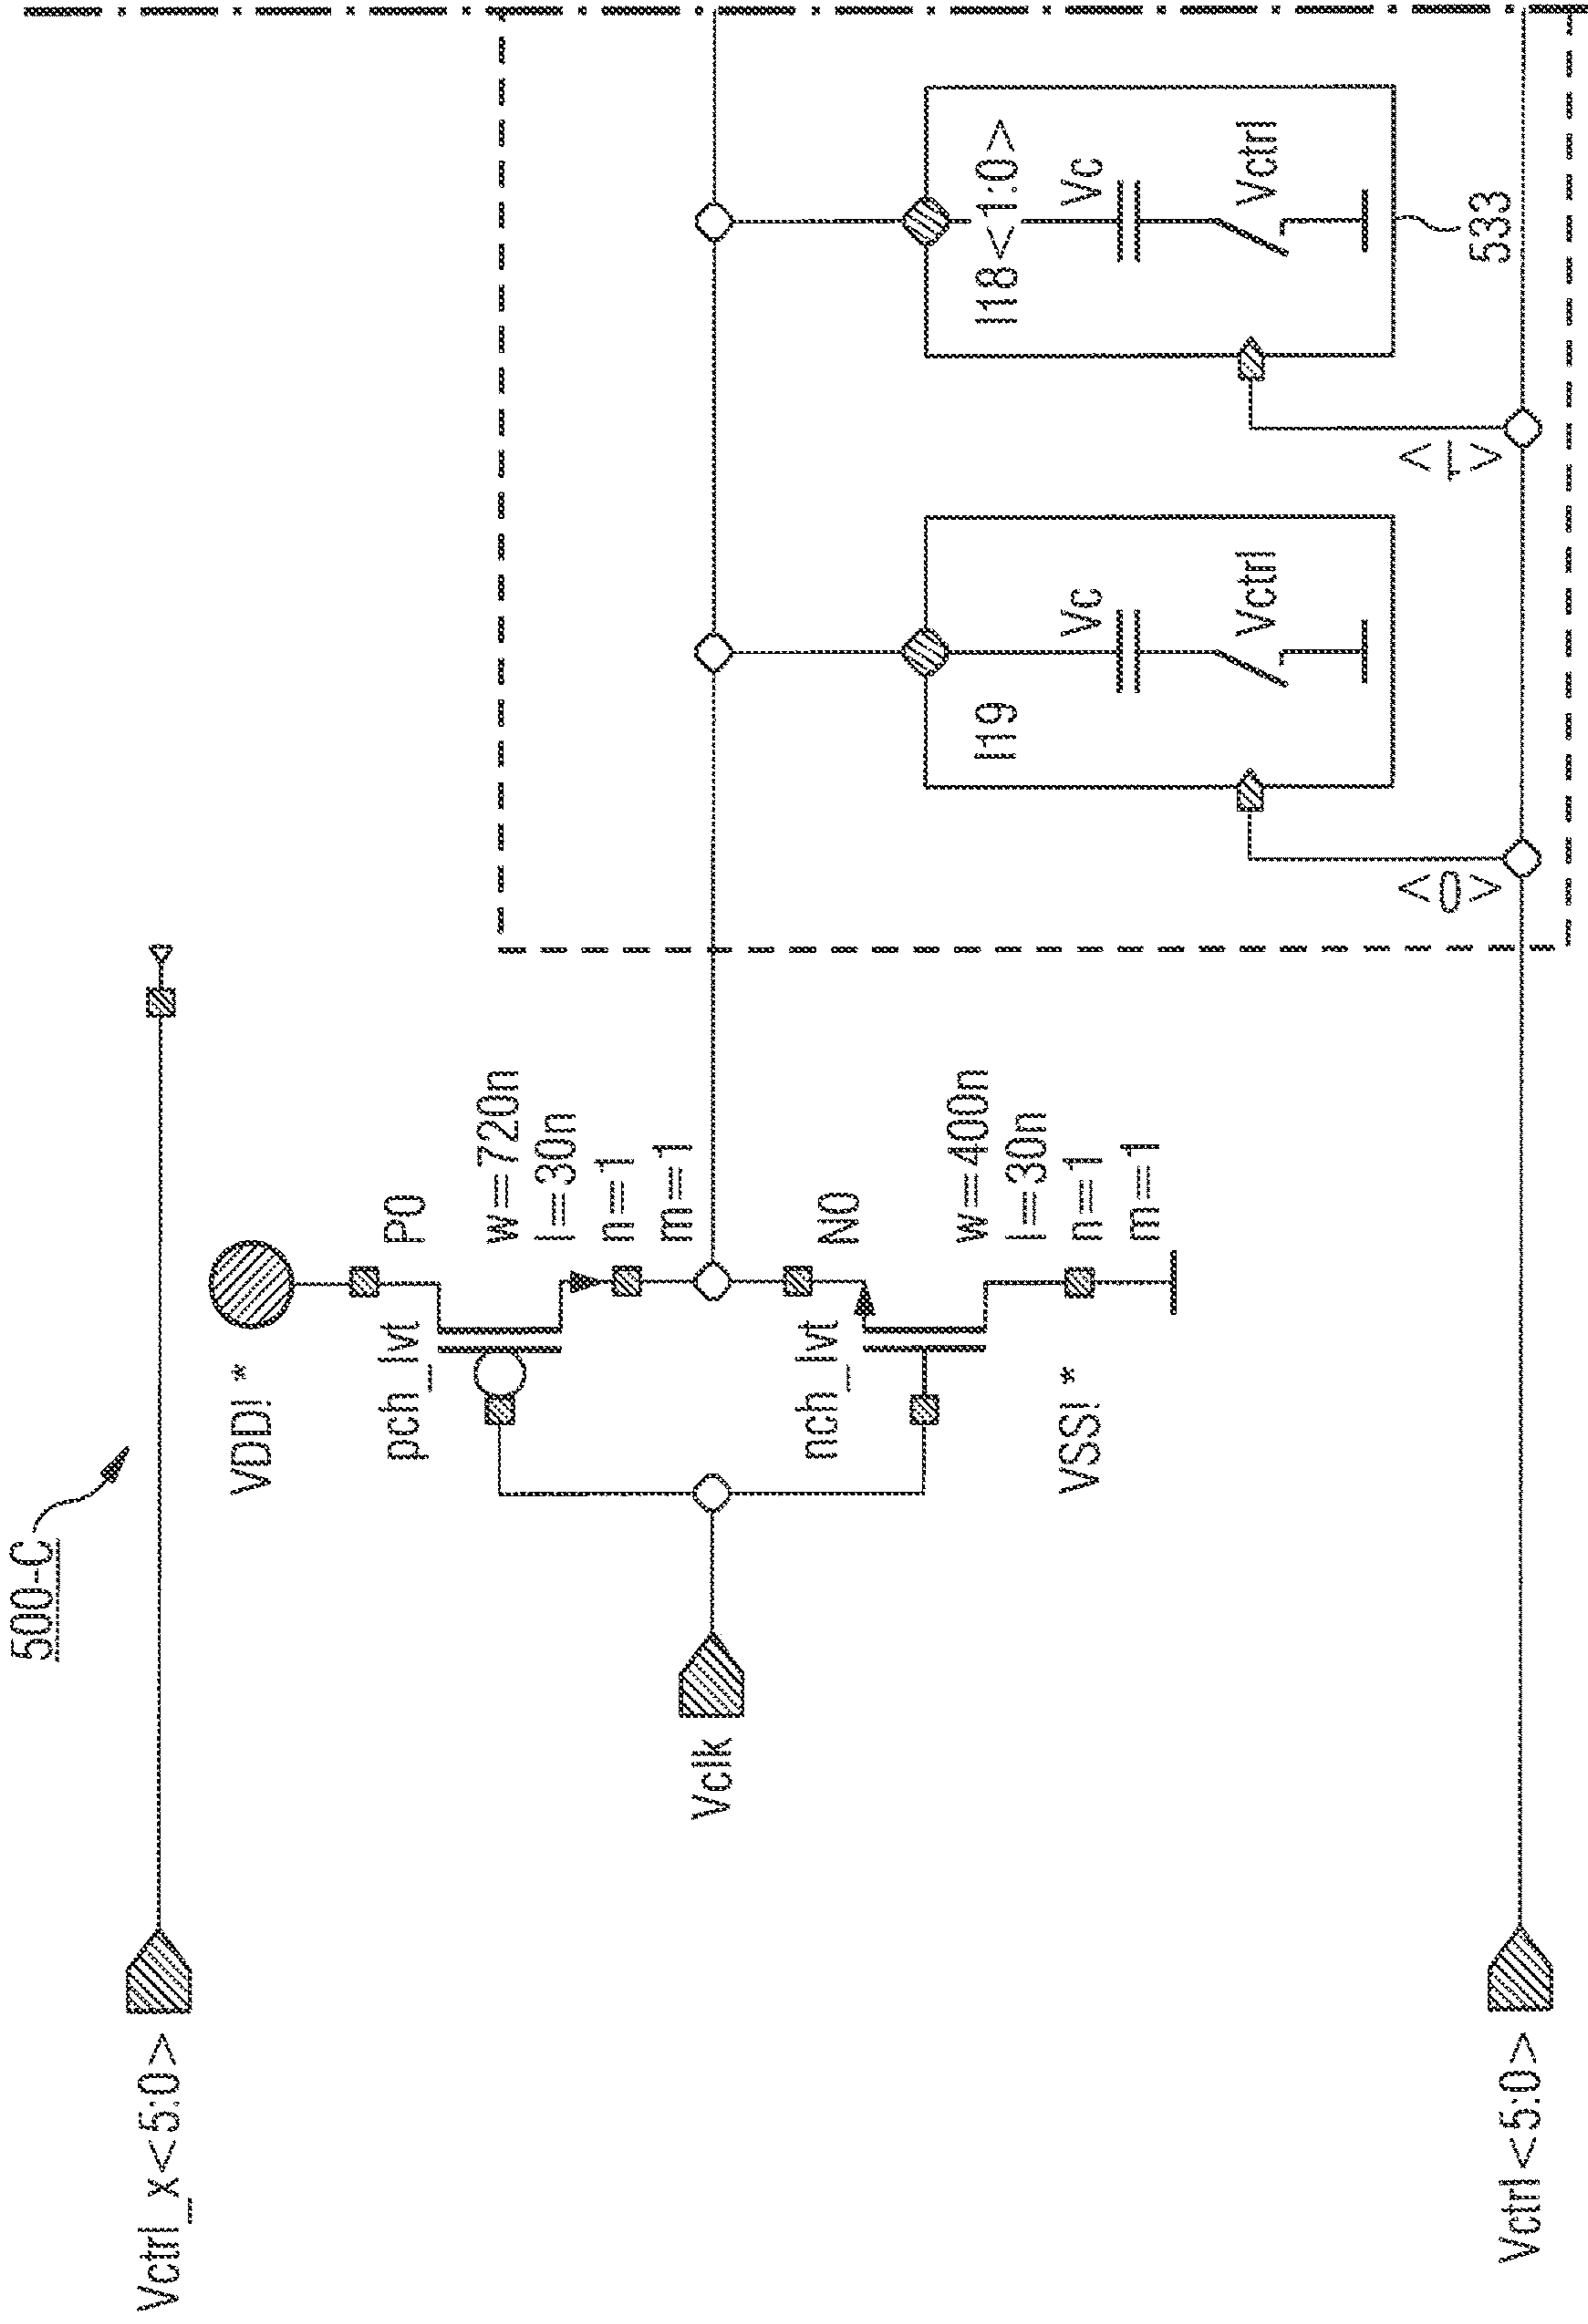 500-C
Vctrl_x<5:0>
VDD! *
pch_lvt
P0
w=720n
l=30n
n=1
m=1
Vclk
nch_lvt
N0
w=400n
l=30n
n=1
m=1
VSS! *
I19
Vc
Vctrl
I18<1:0>
Vc
Vctrl
533
<0>
<1>
Vctrl<5:0>